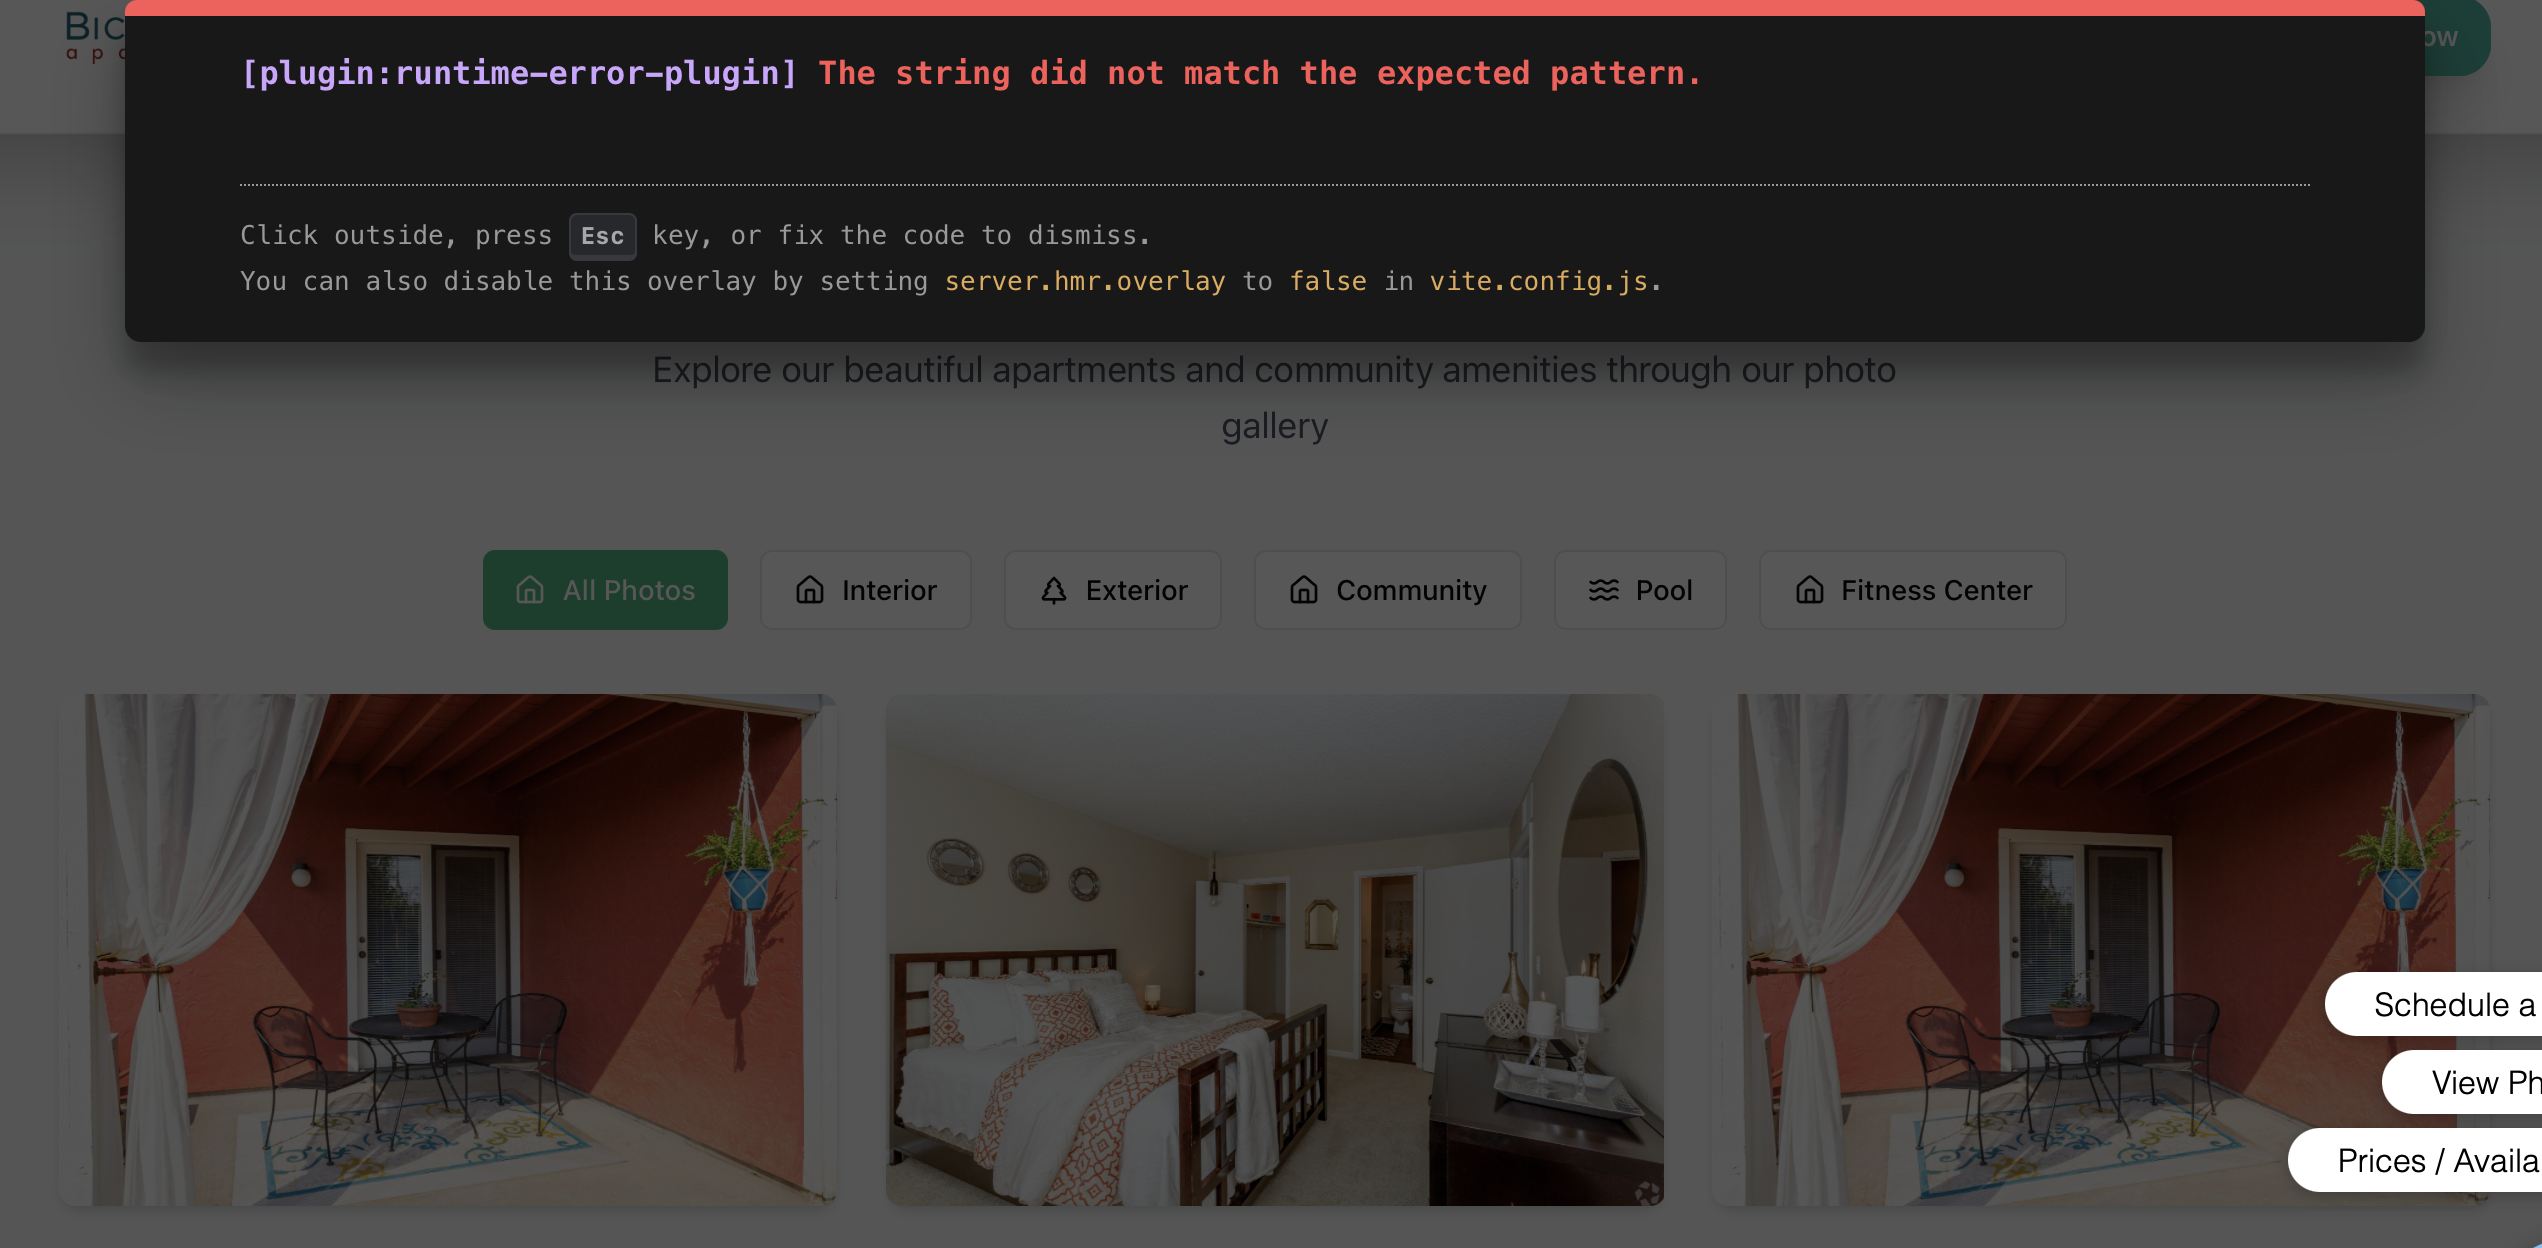 BIC
[plugin:runtime-error-plugin] The string did not match the expected pattern.
ow
Click outside, press Esc key, or fix the code to dismiss.
You can also disable this overlay by setting server.hmr.overlay to false in vite.config.js.
Explore our beautiful apartments and community amenities through our photo
gallery
All Photos
Interior
Exterior
Community
Pool
Fitness Center
Schedule a
View Ph
Prices / Availa